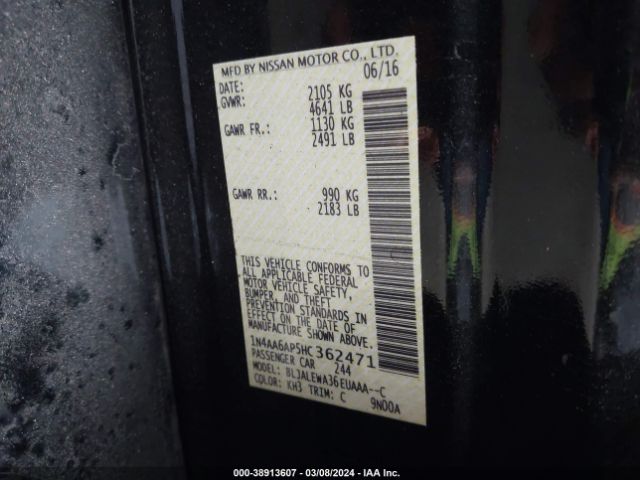 MFD BY NISSAN MOTOR CO., LTD.
DATE: 06/16
GVWR: 2105 KG
4641 LB
GAWR FR.: 1130 KG
2491 LB
GAWR RR.: 990 KG
2183 LB
THIS VEHICLE CONFORMS TO
ALL APPLICABLE FEDERAL
MOTOR VEHICLE SAFETY,
BUMPER, AND THEFT
PREVENTION STANDARDS IN
EFFECT ON THE DATE OF
MANUFACTURE SHOWN ABOVE.
1N4AA6AP5HC362471
PASSENGER CAR 244
MODEL: BLJALEWA36EUAAA--C
COLOR: KH3 TRIM: C 9N00A
000-38913607 - 03/08/2024 - IAA Inc.